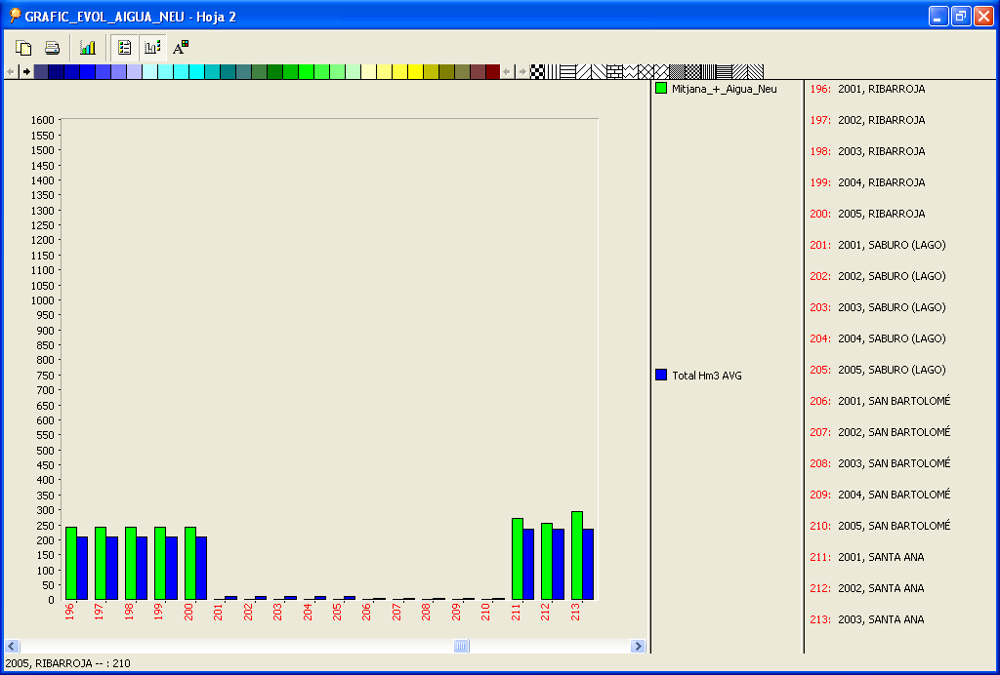 GRAFIC_EVOL_AIGUA_NEU - Hoja 2
A
1600
1550
1500
1450
1400
1350
1300
1250
1200
1150
1100
1050
1000
950
900
850
800
750
700
650
600
550
500
450
400
350
300
250
200
150
100
50
0
196
197
198
199
200
201
202
203
204
205
206
207
208
209
210
211
212
213
Mitjana_+_Aigua_Neu
Total Hm3 AVG
196: 2001, RIBARROJA
197: 2002, RIBARROJA
198: 2003, RIBARROJA
199: 2004, RIBARROJA
200: 2005, RIBARROJA
201: 2001, SABURO (LAGO)
202: 2002, SABURO (LAGO)
203: 2003, SABURO (LAGO)
204: 2004, SABURO (LAGO)
205: 2005, SABURO (LAGO)
206: 2001, SAN BARTOLOMÉ
207: 2002, SAN BARTOLOMÉ
208: 2003, SAN BARTOLOMÉ
209: 2004, SAN BARTOLOMÉ
210: 2005, SAN BARTOLOMÉ
211: 2001, SANTA ANA
212: 2002, SANTA ANA
213: 2003, SANTA ANA
2005, RIBARROJA -- : 210